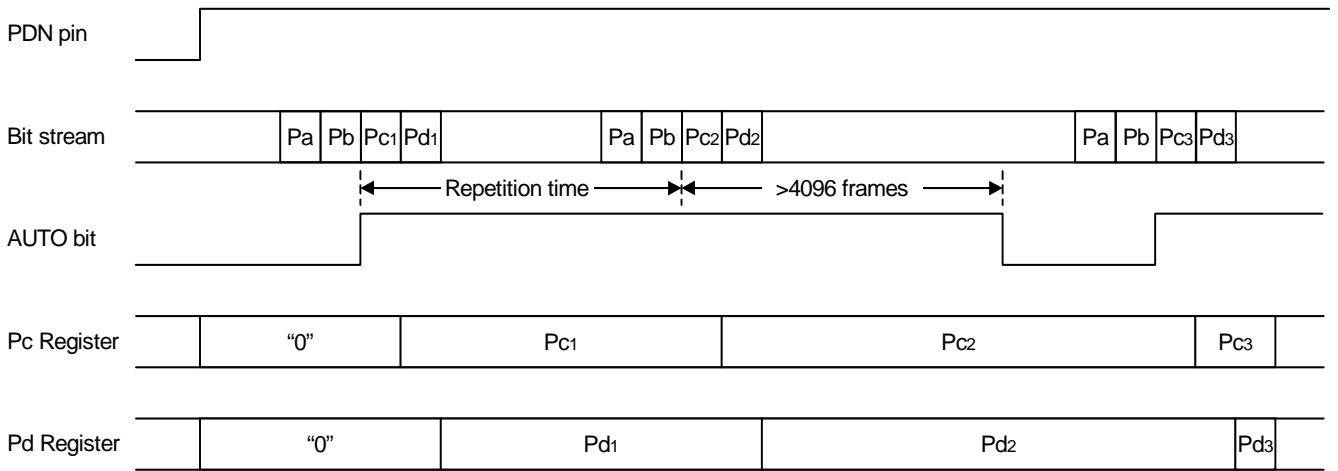 PDN pin
Bit stream Pa Pb Pc1 Pd1 Pa Pb Pc2 Pd2 Pa Pb Pc3 Pd3
Repetition time >4096 frames
AUTO bit
Pc Register “0” Pc1 Pc2 Pc3
Pd Register “0” Pd1 Pd2 Pd3